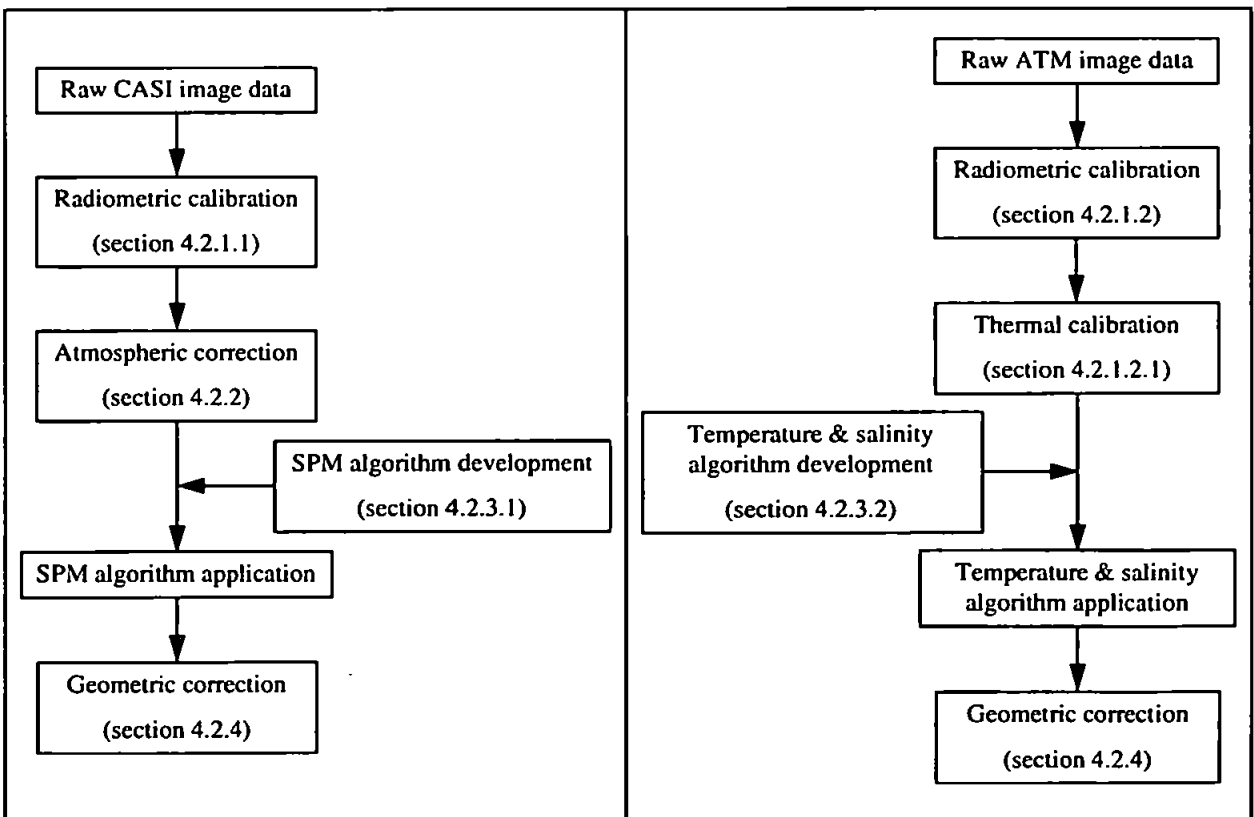 Raw CASI image data
Radiometric calibration
(section 4.2.1.1)
Atmospheric correction
(section 4.2.2)
SPM algorithm development
(section 4.2.3.1)
SPM algorithm application
Geometric correction
(section 4.2.4)
Raw ATM image data
Radiometric calibration
(section 4.2.1.2)
Thermal calibration
(section 4.2.1.2.1)
Temperature & salinity
algorithm development
(section 4.2.3.2)
Temperature & salinity
algorithm application
Geometric correction
(section 4.2.4)